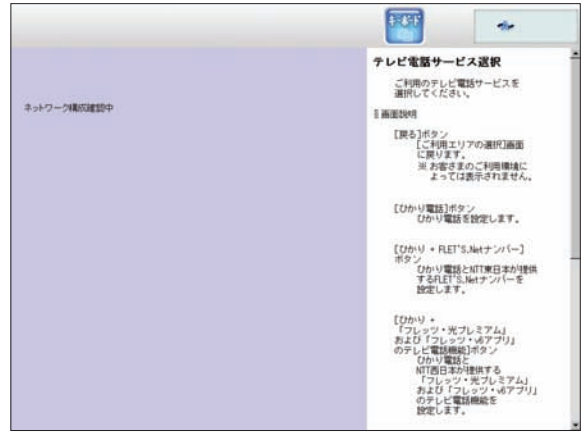 キーボード
ネットワーク構成確認中
テレビ電話サービス選択
ご利用のテレビ電話サービスを
選択してください。
画面説明
[戻る]ボタン
[ご利用エリアの選択]画面
に戻ります。
※ お客さまのご利用環境に
よっては表示されません。
[ひかり電話]ボタン
ひかり電話を設定します。
[ひかり + FLET'S.Netナンバー]
ボタン
ひかり電話とNTT東日本が提供
するFLET'S.Netナンバーを
設定します。
[ひかり +
「フレッツ・光プレミアム」
および「フレッツ・v6アプリ」
のテレビ電話機能]ボタン
ひかり電話と
NTT西日本が提供する
「フレッツ・光プレミアム」
および「フレッツ・v6アプリ」
のテレビ電話機能を
設定します。